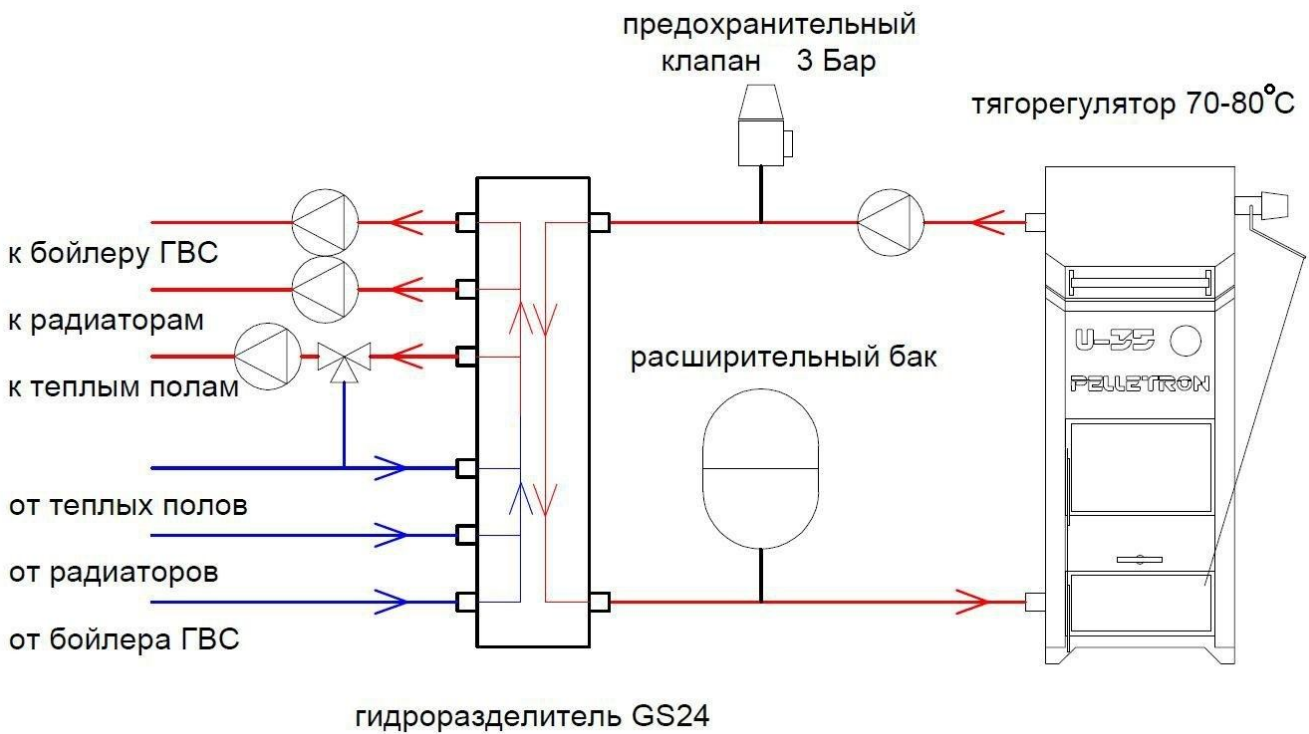 предохранительный
клапан 3 Бар
тягорегулятор 70-80°С
к бойлеру ГВС
к радиаторам
к теплым полам
расширительный бак
U-35
PELLETRON
от теплых полов
от радиаторов
от бойлера ГВС
гидроразделитель GS24